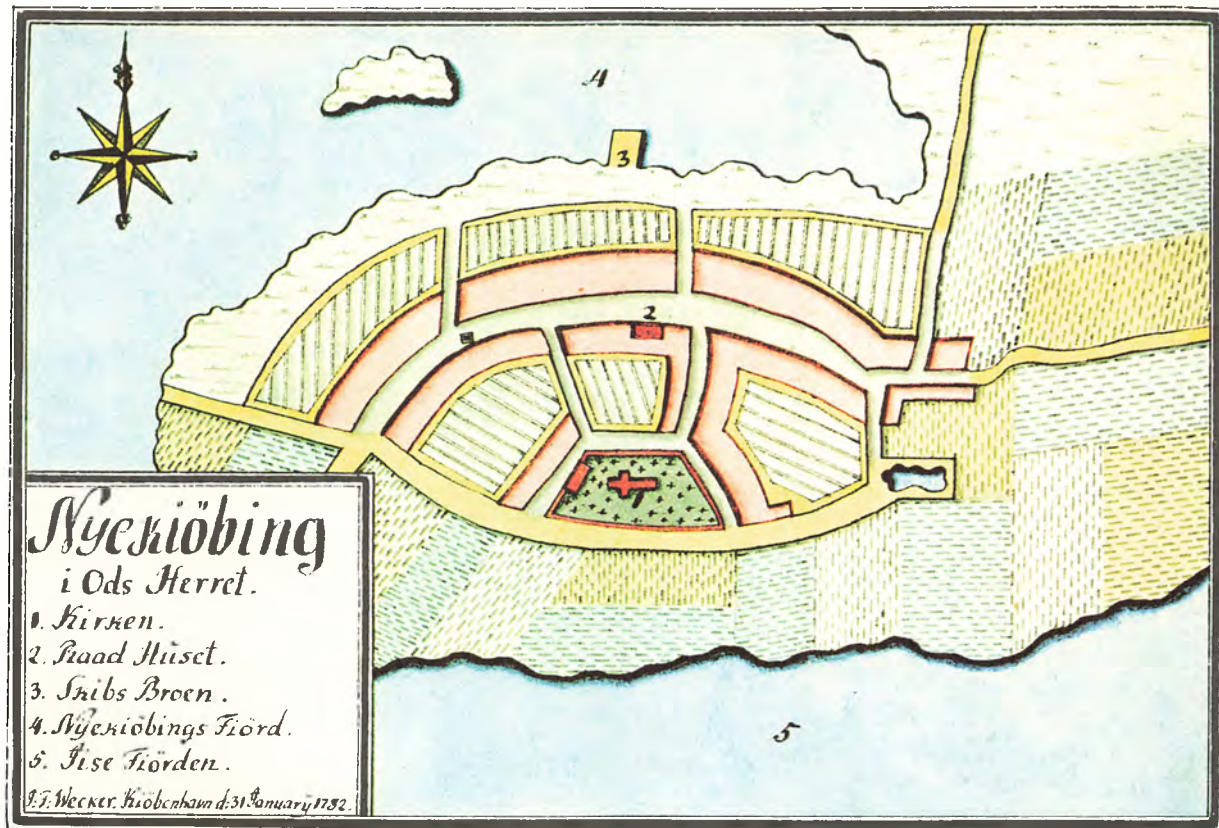 4
3
2
1
5
Nyekiöbing
i Ods Herret.
1. Kirken.
2. Raad Huset.
3. Skibs Broen.
4. Nyekiöbings Fiörd.
5. Jise Fiörden.
J.F. Wecker. Kiöbenhavn d: 31 January 1782.